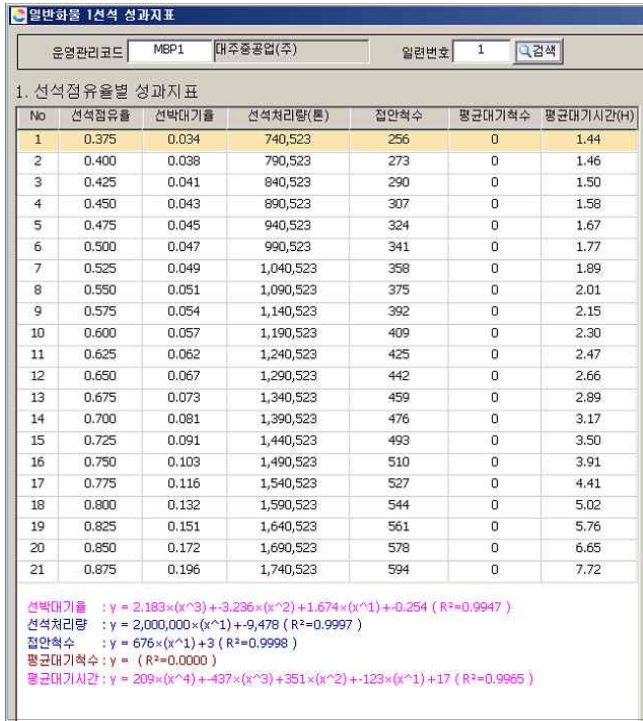 일반화물 1선석 성과지표
운영관리코드 MBP1 대주중공업(주) 일련번호 1 검색
1. 선석점유율별 성과지표
No 선석점유율 선박대기율 선석처리량(톤) 접안척수 평균대기척수 평균대기시간(H)
1 0.375 0.034 740,523 256 0 1.44
2 0.400 0.038 790,523 273 0 1.46
3 0.425 0.041 840,523 290 0 1.50
4 0.450 0.043 890,523 307 0 1.58
5 0.475 0.045 940,523 324 0 1.67
6 0.500 0.047 990,523 341 0 1.77
7 0.525 0.049 1,040,523 358 0 1.89
8 0.550 0.051 1,090,523 375 0 2.01
9 0.575 0.054 1,140,523 392 0 2.15
10 0.600 0.057 1,190,523 409 0 2.30
11 0.625 0.062 1,240,523 425 0 2.47
12 0.650 0.067 1,290,523 442 0 2.66
13 0.675 0.073 1,340,523 459 0 2.89
14 0.700 0.081 1,390,523 476 0 3.17
15 0.725 0.091 1,440,523 493 0 3.50
16 0.750 0.103 1,490,523 510 0 3.91
17 0.775 0.116 1,540,523 527 0 4.41
18 0.800 0.132 1,590,523 544 0 5.02
19 0.825 0.151 1,640,523 561 0 5.76
20 0.850 0.172 1,690,523 578 0 6.65
21 0.875 0.196 1,740,523 594 0 7.72
선박대기율 : y = 2.183×(x^3)+-3.236×(x^2)+1.674×(x^1)+-0.254 ( R²=0.9947 )
선석처리량 : y = 2,000,000×(x^1)+-9,478 ( R²=0.9997 )
접안척수 : y = 676×(x^1)+3 ( R²=0.9998 )
평균대기척수 : y = ( R²=0.0000 )
평균대기시간 : y = 209×(x^4)+-437×(x^3)+351×(x^2)+-123×(x^1)+17 ( R²=0.9965 )